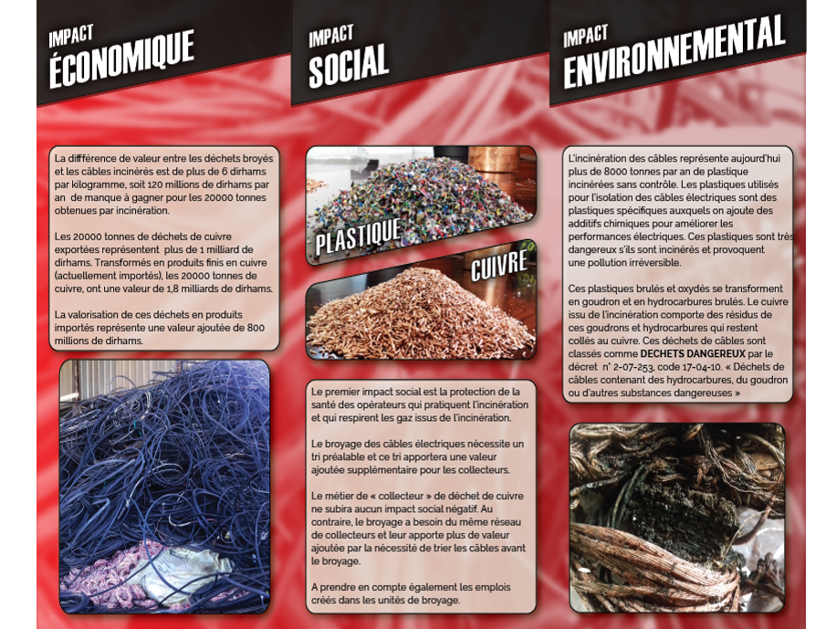 IMPACT
ÉCONOMIQUE
La diffférence de valeur entre les déchets broyés
et les câbles incinérés est de plus de 6 dirhams
par kilogramme, soit 120 millions de dirhams par
an de manque à gagner pour les 20000 tonnes
obtenues par incinération.
Les 20000 tonnes de déchets de cuivre
exportées représentent plus de 1 milliard de
dirhams. Transformés en produits finis en cuivre
(actuellement importés), les 20000 tonnes de
cuivre, ont une valeur de 1,8 milliards de dirhams.
La valorisation de ces déchets en produits
importés représente une valeur ajoutée de 800
millions de dirhams.
IMPACT
SOCIAL
PLASTIQUE
CUIVRE
Le premier impact social est la protection de la
santé des opérateurs qui pratiquent l'incinération
et qui respirent les gaz issus de l'incinération.
Le broyage des câbles électriques nécessite un
tri préalable et ce tri apportera une valeur
ajoutée supplémentaire pour les collecteurs.
Le métier de « collecteur » de déchet de cuivre
ne subira aucun impact social négatif. Au
contraire, le broyage a besoin du même réseau
de collecteurs et leur apporte plus de valeur
ajoutée par la nécessité de trier les câbles avant
le broyage.
A prendre en compte également les emplois
créés dans les unités de broyage.
IMPACT
ENVIRONNEMENTAL
L'incinération des câbles représente aujourd'hui
plus de 8000 tonnes par an de plastique
incinérées sans contrôle. Les plastiques utilisés
pour l'isolation des câbles électriques sont des
plastiques spécifiques auxquels on ajoute des
additifs chimiques pour améliorer les
performances électriques. Ces plastiques sont très
dangereux s'ils sont incinérés et provoquent
une pollution irréversible.
Ces plastiques brulés et oxydés se transforment
en goudron et en hydrocarbures brulés. Le cuivre
issu de l'incinération comporte des résidus de
ces goudrons et hydrocarbures qui restent
collés au cuivre. Ces déchets de câbles sont
classés comme DECHETS DANGEREUX par le
décret n° 2-07-253, code 17-04-10. « Déchets de
câbles contenant des hydrocarbures, du goudron
ou d'autres substances dangereuses »